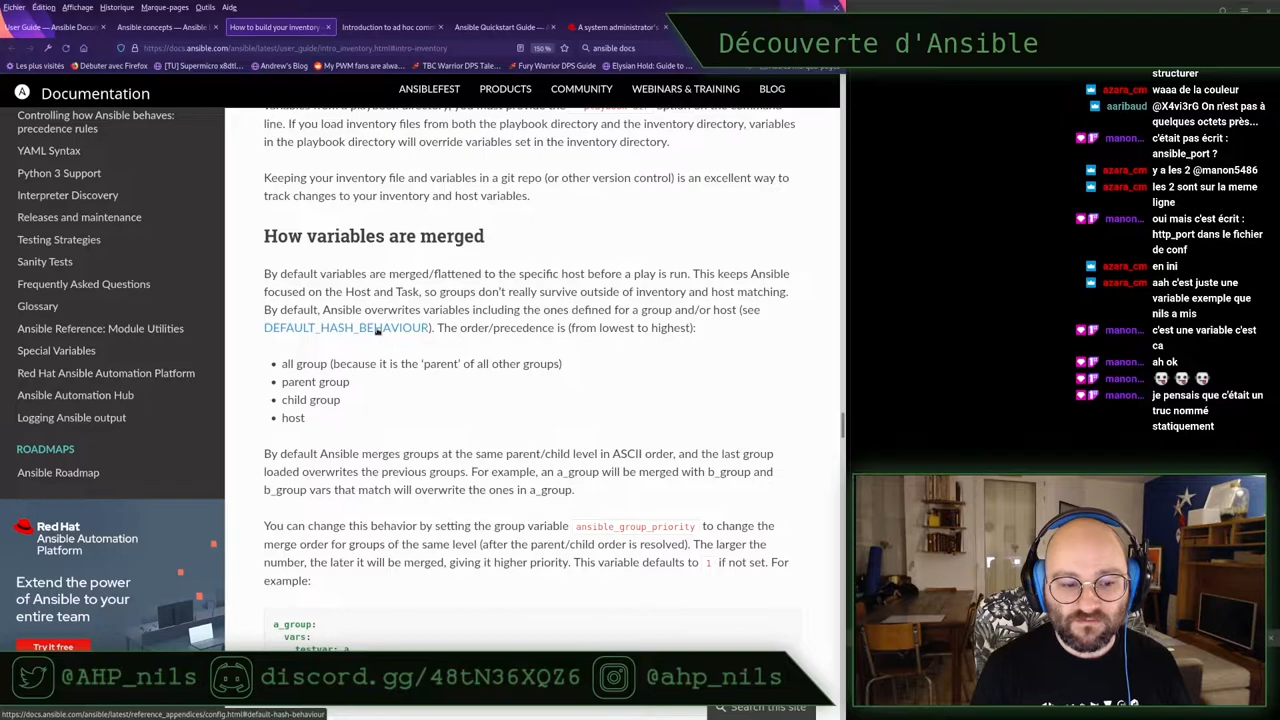 Fichier Édition Affichage Historique Marque-pages Outils Aide
User Guide — Ansible Docum
Ansible concepts — Ansible
How to build your inventory
Introduction to ad hoc comm
Ansible Quickstart Guide —
A system administrator's
https://docs.ansible.com/ansible/latest/user_guide/intro_inventory.html#intro-inventory
150 %
ansible docs
Les plus visités
Débuter avec Firefox
[TU] Supermicro x8dtl...
Andrew's Blog
My PWM fans are alwa...
TBC Warrior DPS Tale...
Fury Warrior DPS Guide
Elysian Hold: Guide to ...
Découverte d'Ansible
Documentation
ANSIBLEFEST PRODUCTS COMMUNITY WEBINARS & TRAINING BLOG
Controlling how Ansible behaves:
precedence rules
YAML Syntax
Python 3 Support
Interpreter Discovery
Releases and maintenance
Testing Strategies
Sanity Tests
Frequently Asked Questions
Glossary
Ansible Reference: Module Utilities
Special Variables
Red Hat Ansible Automation Platform
Ansible Automation Hub
Logging Ansible output
ROADMAPS
Ansible Roadmap
Red Hat
Ansible Automation
Platform
Extend the power
of Ansible to your
entire team
Try it free
line. If you load inventory files from both the playbook directory and the inventory directory, variables
in the playbook directory will override variables set in the inventory directory.
Keeping your inventory file and variables in a git repo (or other version control) is an excellent way to
track changes to your inventory and host variables.
How variables are merged
By default variables are merged/flattened to the specific host before a play is run. This keeps Ansible
focused on the Host and Task, so groups don't really survive outside of inventory and host matching.
By default, Ansible overwrites variables including the ones defined for a group and/or host (see
DEFAULT_HASH_BEHAVIOUR). The order/precedence is (from lowest to highest):
• all group (because it is the 'parent' of all other groups)
• parent group
• child group
• host
By default Ansible merges groups at the same parent/child level in ASCII order, and the last group
loaded overwrites the previous groups. For example, an a_group will be merged with b_group and
b_group vars that match will overwrite the ones in a_group.
You can change this behavior by setting the group variable ansible_group_priority to change the
merge order for groups of the same level (after the parent/child order is resolved). The larger the
number, the later it will be merged, giving it higher priority. This variable defaults to 1 if not set. For
example:
a_group:
vars:
testvar: a
structurer
azara_cm waaa de la couleur
aaribaud @X4vi3rG On n'est pas à
quelques octets près...
manon... c'était pas écrit :
ansible_port ?
azara_cm y a les 2 @manon5486
azara_cm les 2 sont sur la meme
ligne
manon... oui mais c'est écrit :
http_port dans le fichier
de conf
azara_cm en ini
azara_cm aah c'est juste une
variable exemple que
nils a mis
manon... c'est une variable c'est
ca
manon... ah ok
manon...
manon... je pensais que c'était un
truc nommé
statiquement
@AHP_nils discord.gg/48tN36XQZ6 @ahp_nils
Search this site
https://docs.ansible.com/ansible/latest/reference_appendices/config.html#default-hash-behaviour